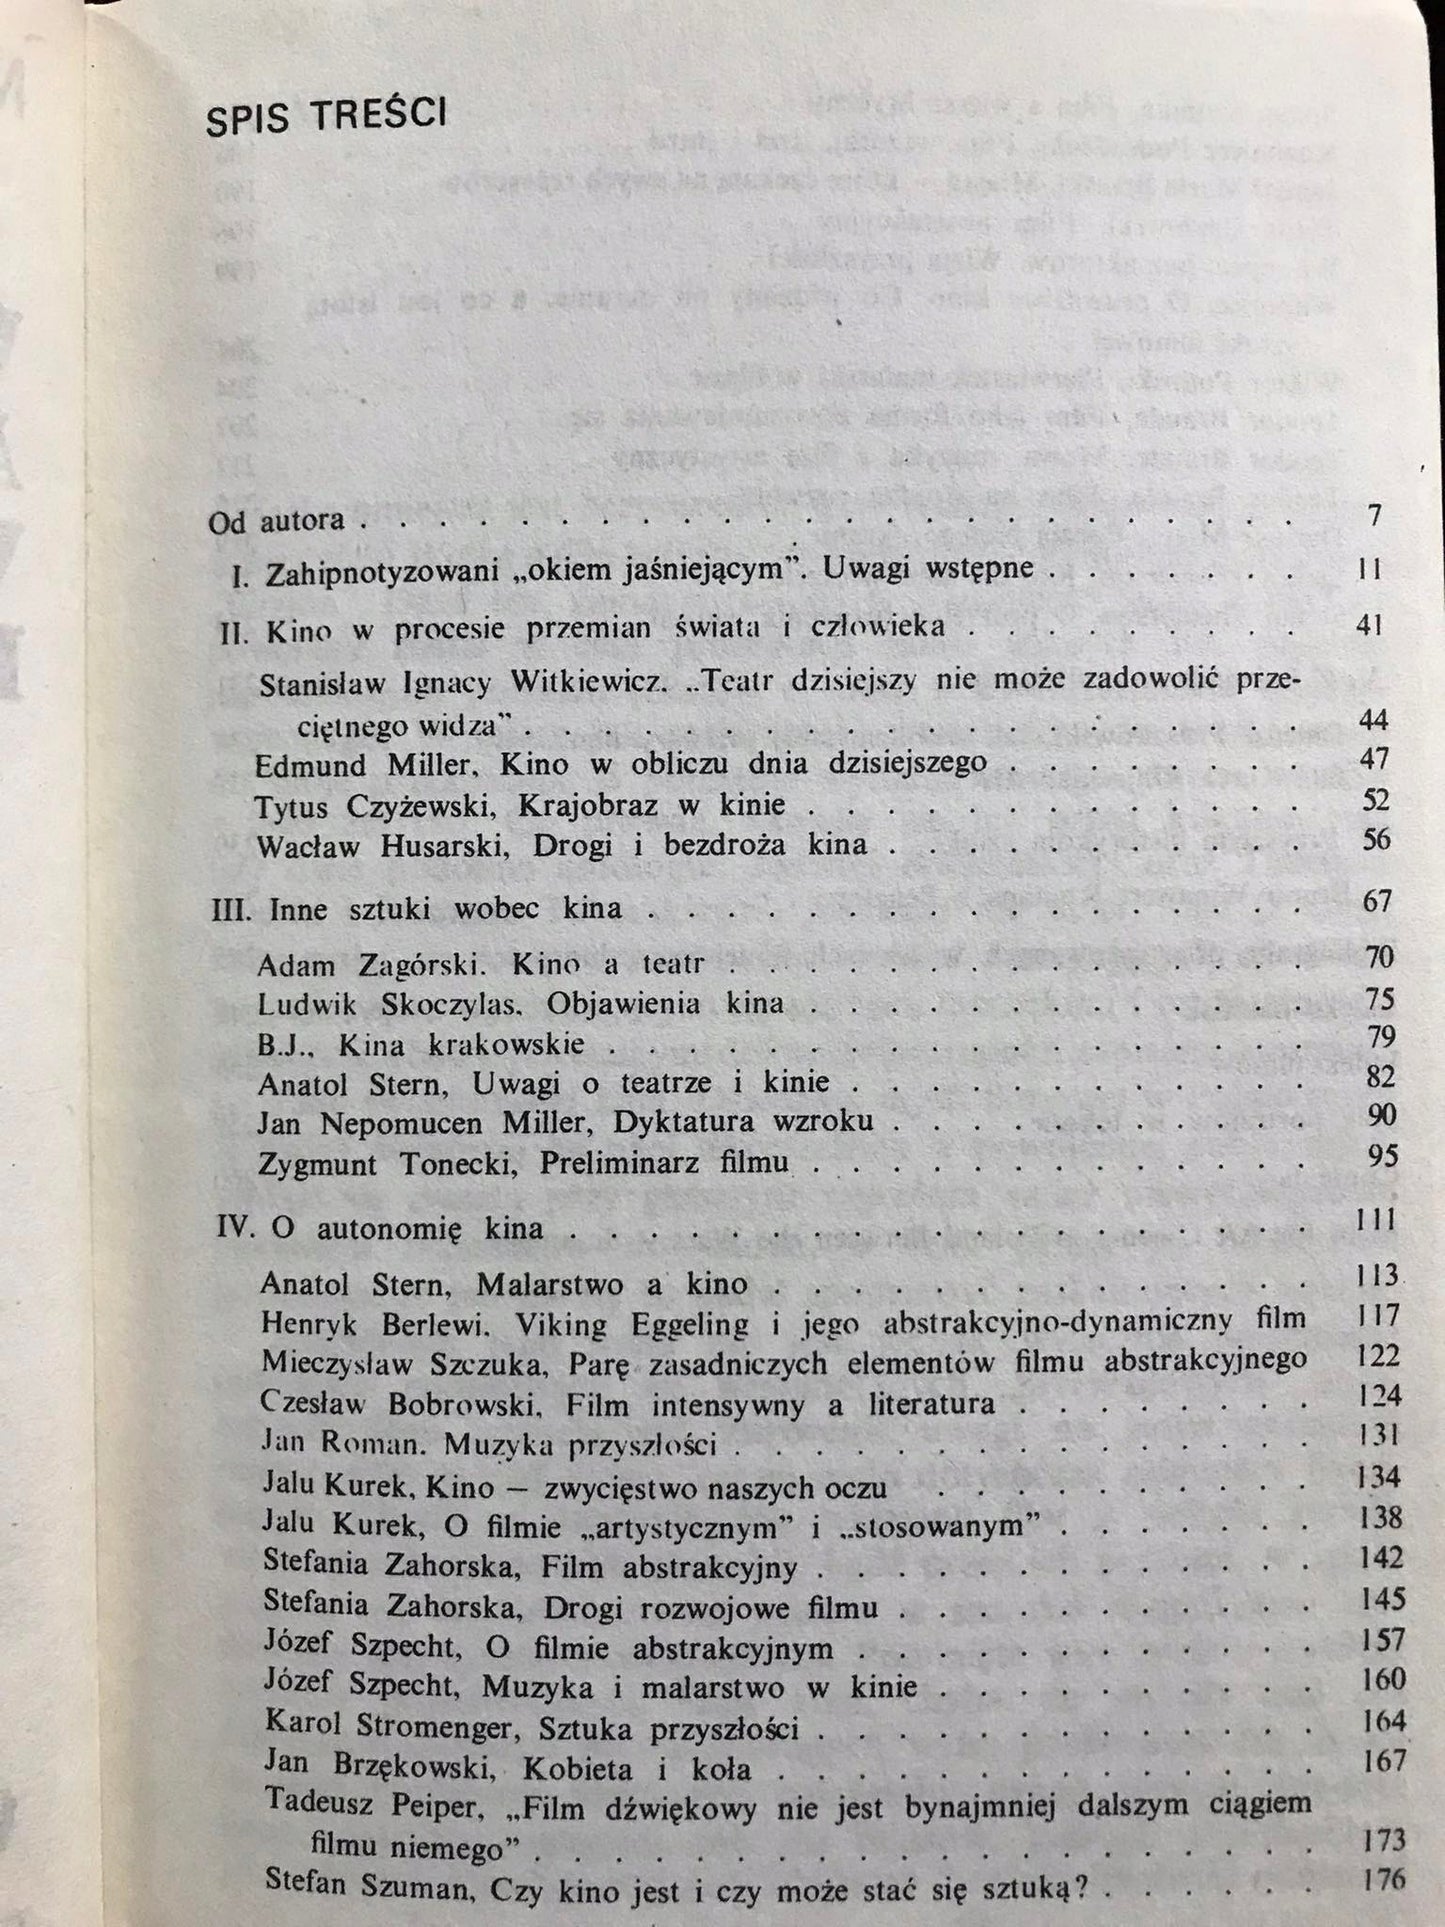 SPIS TREŚCI
Od autora . . . . . . . . . . . . . . . . . . . . . . . . 7
I. Zahipnotyzowani „okiem jaśniejącym”. Uwagi wstępne . . . . . . . 11
II. Kino w procesie przemian świata i człowieka . . . . . . . . . 41
Stanisław Ignacy Witkiewicz. „Teatr dzisiejszy nie może zadowolić prze-
ciętnego widza” . . . . . . . . . . . . . . . . . . . . 44
Edmund Miller, Kino w obliczu dnia dzisiejszego . . . . . . . . 47
Tytus Czyżewski, Krajobraz w kinie . . . . . . . . . . . . . 52
Wacław Husarski, Drogi i bezdroża kina . . . . . . . . . . . 56
III. Inne sztuki wobec kina . . . . . . . . . . . . . . . . . 67
Adam Zagórski. Kino a teatr . . . . . . . . . . . . . . . 70
Ludwik Skoczylas. Objawienia kina . . . . . . . . . . . . . 75
B.J., Kina krakowskie . . . . . . . . . . . . . . . . . . 79
Anatol Stern, Uwagi o teatrze i kinie . . . . . . . . . . . . 82
Jan Nepomucen Miller, Dyktatura wzroku . . . . . . . . . . . 90
Zygmunt Tonecki, Preliminarz filmu . . . . . . . . . . . . . 95
IV. O autonomię kina . . . . . . . . . . . . . . . . . . . 111
Anatol Stern, Malarstwo a kino . . . . . . . . . . . . . . 113
Henryk Berlewi. Viking Eggeling i jego abstrakcyjno-dynamiczny film 117
Mieczysław Szczuka, Parę zasadniczych elementów filmu abstrakcyjnego 122
Czesław Bobrowski, Film intensywny a literatura . . . . . . . . 124
Jan Roman. Muzyka przyszłości . . . . . . . . . . . . . . . 131
Jalu Kurek, Kino — zwycięstwo naszych oczu . . . . . . . . . . 134
Jalu Kurek, O filmie „artystycznym” i „stosowanym” . . . . . . . 138
Stefania Zahorska, Film abstrakcyjny . . . . . . . . . . . . . 142
Stefania Zahorska, Drogi rozwojowe filmu . . . . . . . . . . . 145
Józef Szpecht, O filmie abstrakcyjnym . . . . . . . . . . . . 157
Józef Szpecht, Muzyka i malarstwo w kinie . . . . . . . . . . 160
Karol Stromenger, Sztuka przyszłości . . . . . . . . . . . . . 164
Jan Brzękowski, Kobieta i koła . . . . . . . . . . . . . . 167
Tadeusz Peiper, „Film dźwiękowy nie jest bynajmniej dalszym ciągiem
filmu niemego” . . . . . . . . . . . . . . . . . . . . 173
Stefan Szuman, Czy kino jest i czy może stać się sztuką? . . . . . . 176